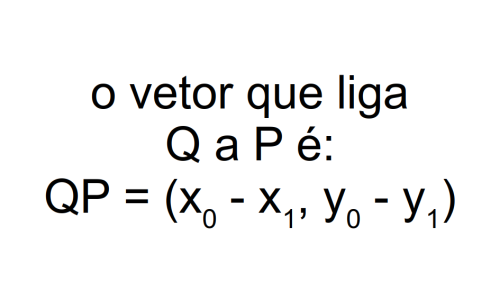 o vetor que liga
Q a P é:
QP = (x₀ - x₁, y₀ - y₁)